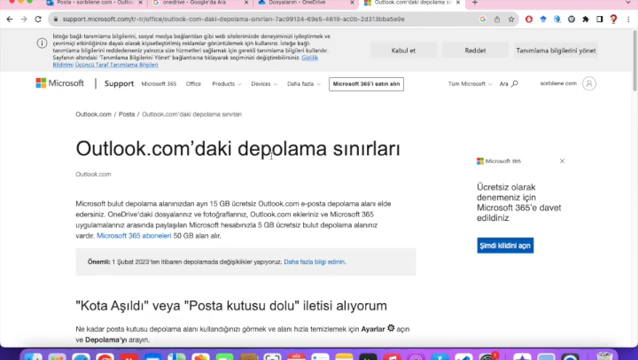 Posta – sorbilene.com – Outlo
onedrive - Google'da Ara
Dosyalarım - OneDrive
Outlook.com'daki depolama sını
support.microsoft.com/tr-tr/office/outlook-com-daki-depolama-sınırları-7ac99134-69e5-4619-ac0b-2d313bba5e9e
İsteğe bağlı tanımlama bilgilerini, sosyal medya bağlantıları gibi web sitelerimizde deneyiminizi iyileştirmek ve
çevrimiçi etkinliğinize dayalı olarak kişiselleştirilmiş reklamlar görüntülemek için kullanırız. İsteğe bağlı tanımlama
bilgilerini reddederseniz yalnızca size hizmetleri sağlamak için gerekli tanımlama bilgileri kullanılır.
Sayfanın altındaki "Tanımlama Bilgilerini Yönet" bağlantısına tıklayarak seçiminizi değiştirebilirsiniz. Gizlilik
Bildirimi Üçüncü Taraf Tanımlama Bilgileri
Kabul et
Reddet
Tanımlama bilgilerini yönet
Microsoft
Support
Microsoft 365
Office
Products
Devices
Daha fazla
Microsoft 365'i satın alın
Tüm Microsoft
Ara
sorbilene.com
Outlook.com / Posta / Outlook.com'daki depolama sınırları
Outlook.com'daki depolama sınırları
Outlook.com
Microsoft bulut depolama alanınızdan ayrı 15 GB ücretsiz Outlook.com e-posta depolama alanı elde
edersiniz. OneDrive'daki dosyalarınız ve fotoğraflarınız, Outlook.com ekleriniz ve Microsoft 365
uygulamalarınız arasında paylaşılan Microsoft hesabınızla 5 GB ücretsiz bulut depolama alanınız
vardır. Microsoft 365 aboneleri 50 GB alan alır.
Önemli: 1 Şubat 2023'ten itibaren depolamada değişiklikler yapıyoruz. Daha fazla bilgi edinin.
Microsoft 365
Ücretsiz olarak
denemeniz için
Microsoft 365'e davet
edildiniz
Şimdi kilidini açın
"Kota Aşıldı" veya "Posta kutusu dolu" iletisi alıyorum
Ne kadar posta kutusu depolama alanı kullandığınızı görmek ve alanı hızla temizlemek için Ayarlar açın
ve Depolama'yı arayın.